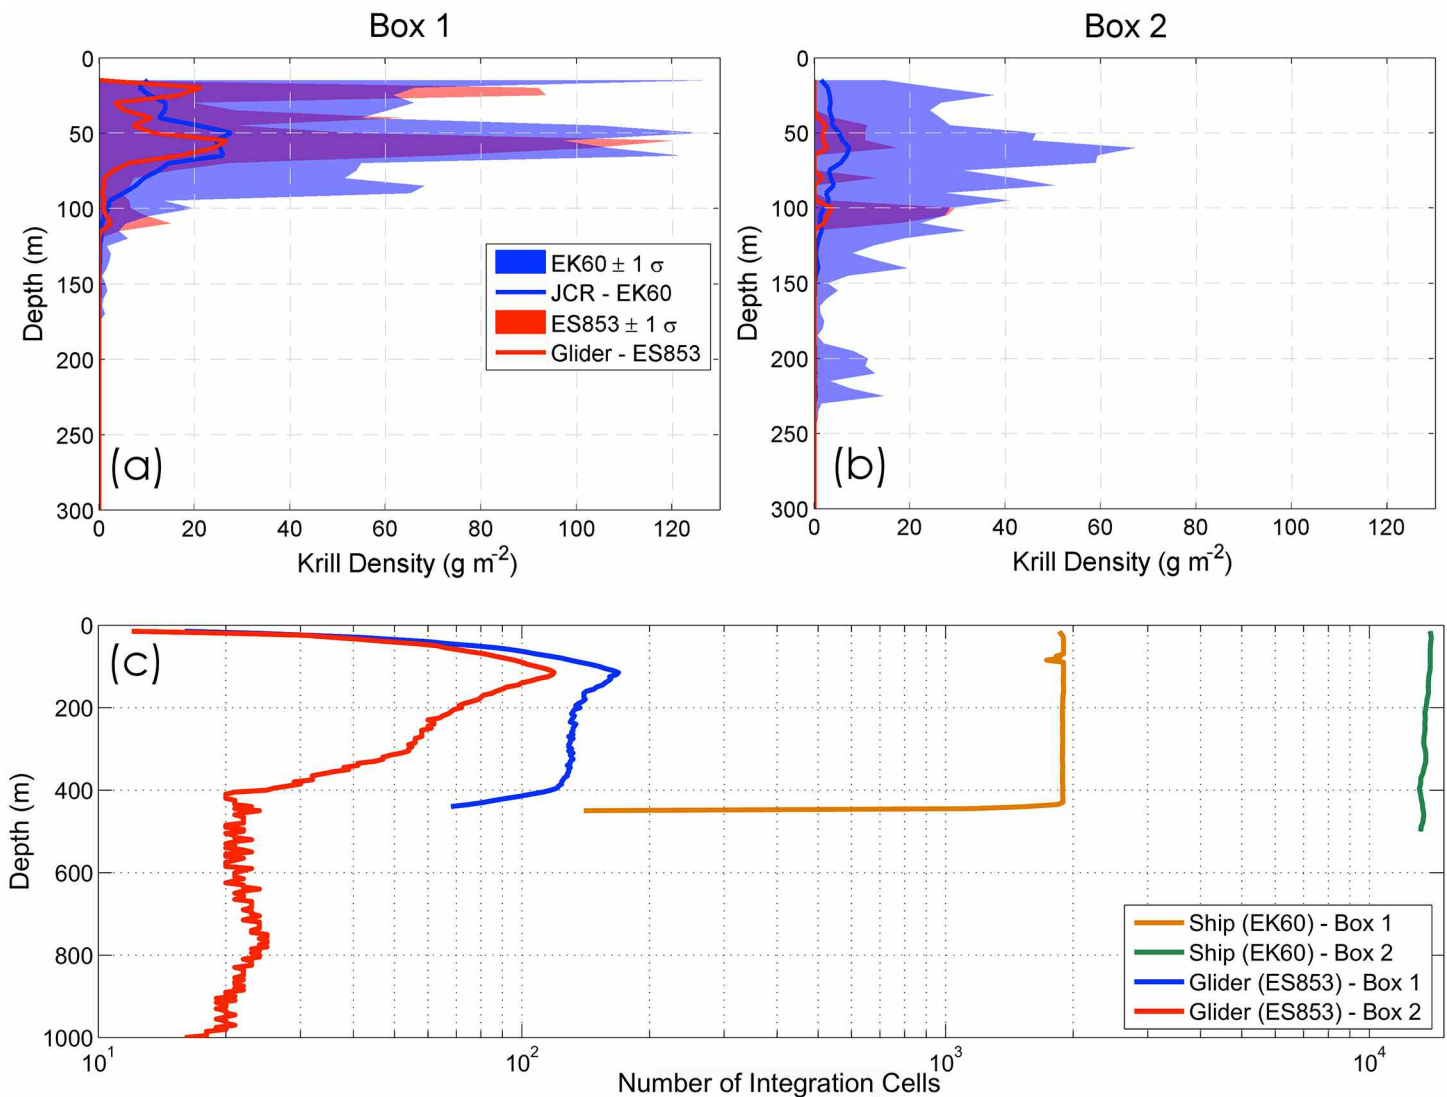 Box 1
Box 2
0
50
100
150
200
250
300
Depth (m)
EK60 ± 1 σ
JCR - EK60
ES853 ± 1 σ
Glider - ES853
(a)
0 20 40 60 80 100 120
Krill Density (g m⁻²)
0
50
100
150
200
250
300
Depth (m)
(b)
0 20 40 60 80 100 120
Krill Density (g m⁻²)
0
200
400
600
800
1000
Depth (m)
(c)
Ship (EK60) - Box 1
Ship (EK60) - Box 2
Glider (ES853) - Box 1
Glider (ES853) - Box 2
10¹ 10² 10³ 10⁴
Number of Integration Cells